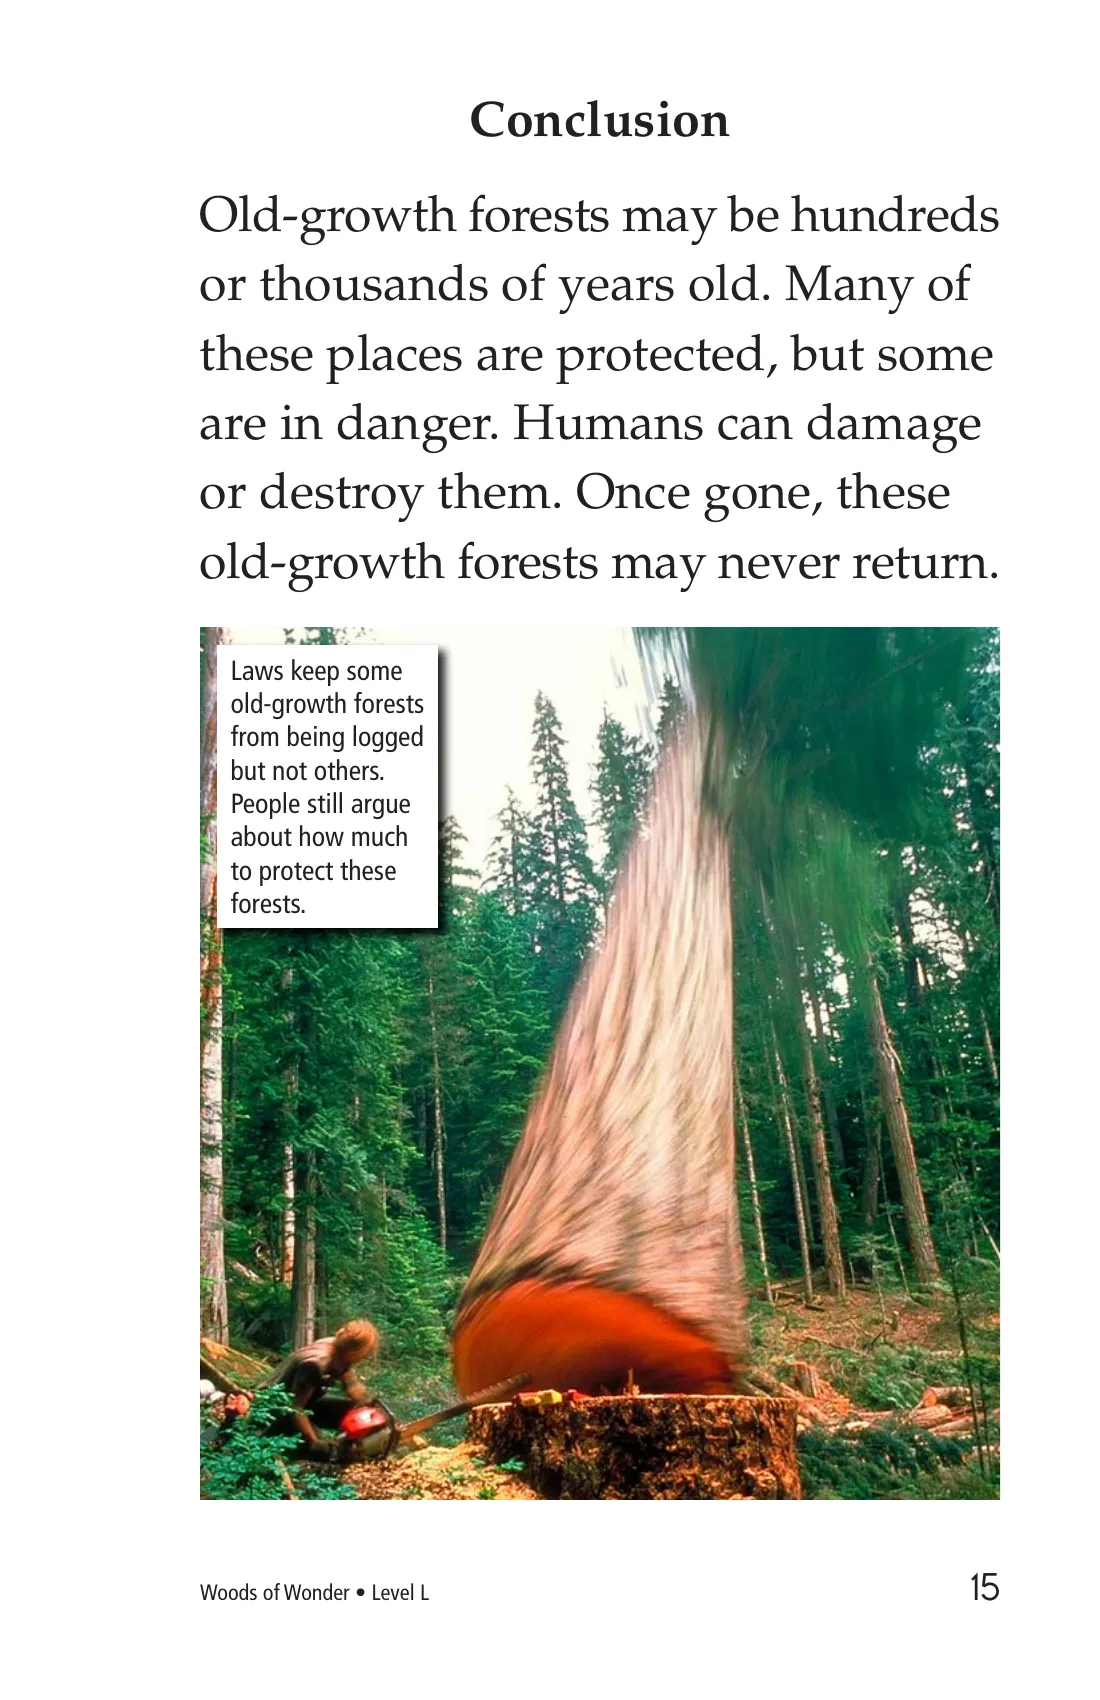 Conclusion
Old-growth forests may be hundreds
or thousands of years old. Many of
these places are protected, but some
are in danger. Humans can damage
or destroy them. Once gone, these
old-growth forests may never return.
Laws keep some
old-growth forests
from being logged
but not others.
People still argue
about how much
to protect these
forests.
Woods of Wonder • Level L
15